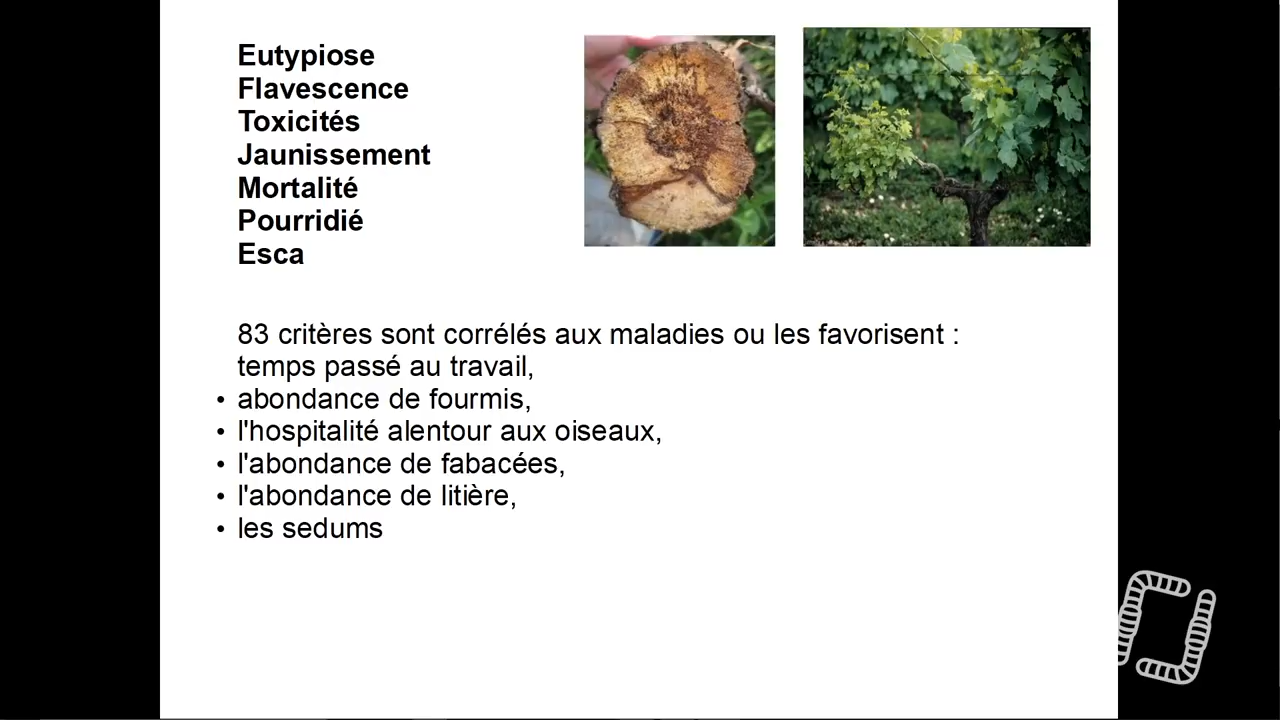 Eutypiose
Flavescence
Toxicités
Jaunissement
Mortalité
Pourridié
Esca
83 critères sont corrélés aux maladies ou les favorisent :
temps passé au travail,
• abondance de fourmis,
• l'hospitalité alentour aux oiseaux,
• l'abondance de fabacées,
• l'abondance de litière,
• les sedums